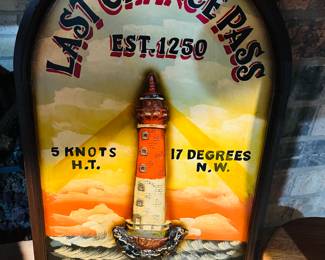 LAST CHANCE PASS
EST. 1250
5 KNOTS
H.T.
17 DEGREES
N.W.